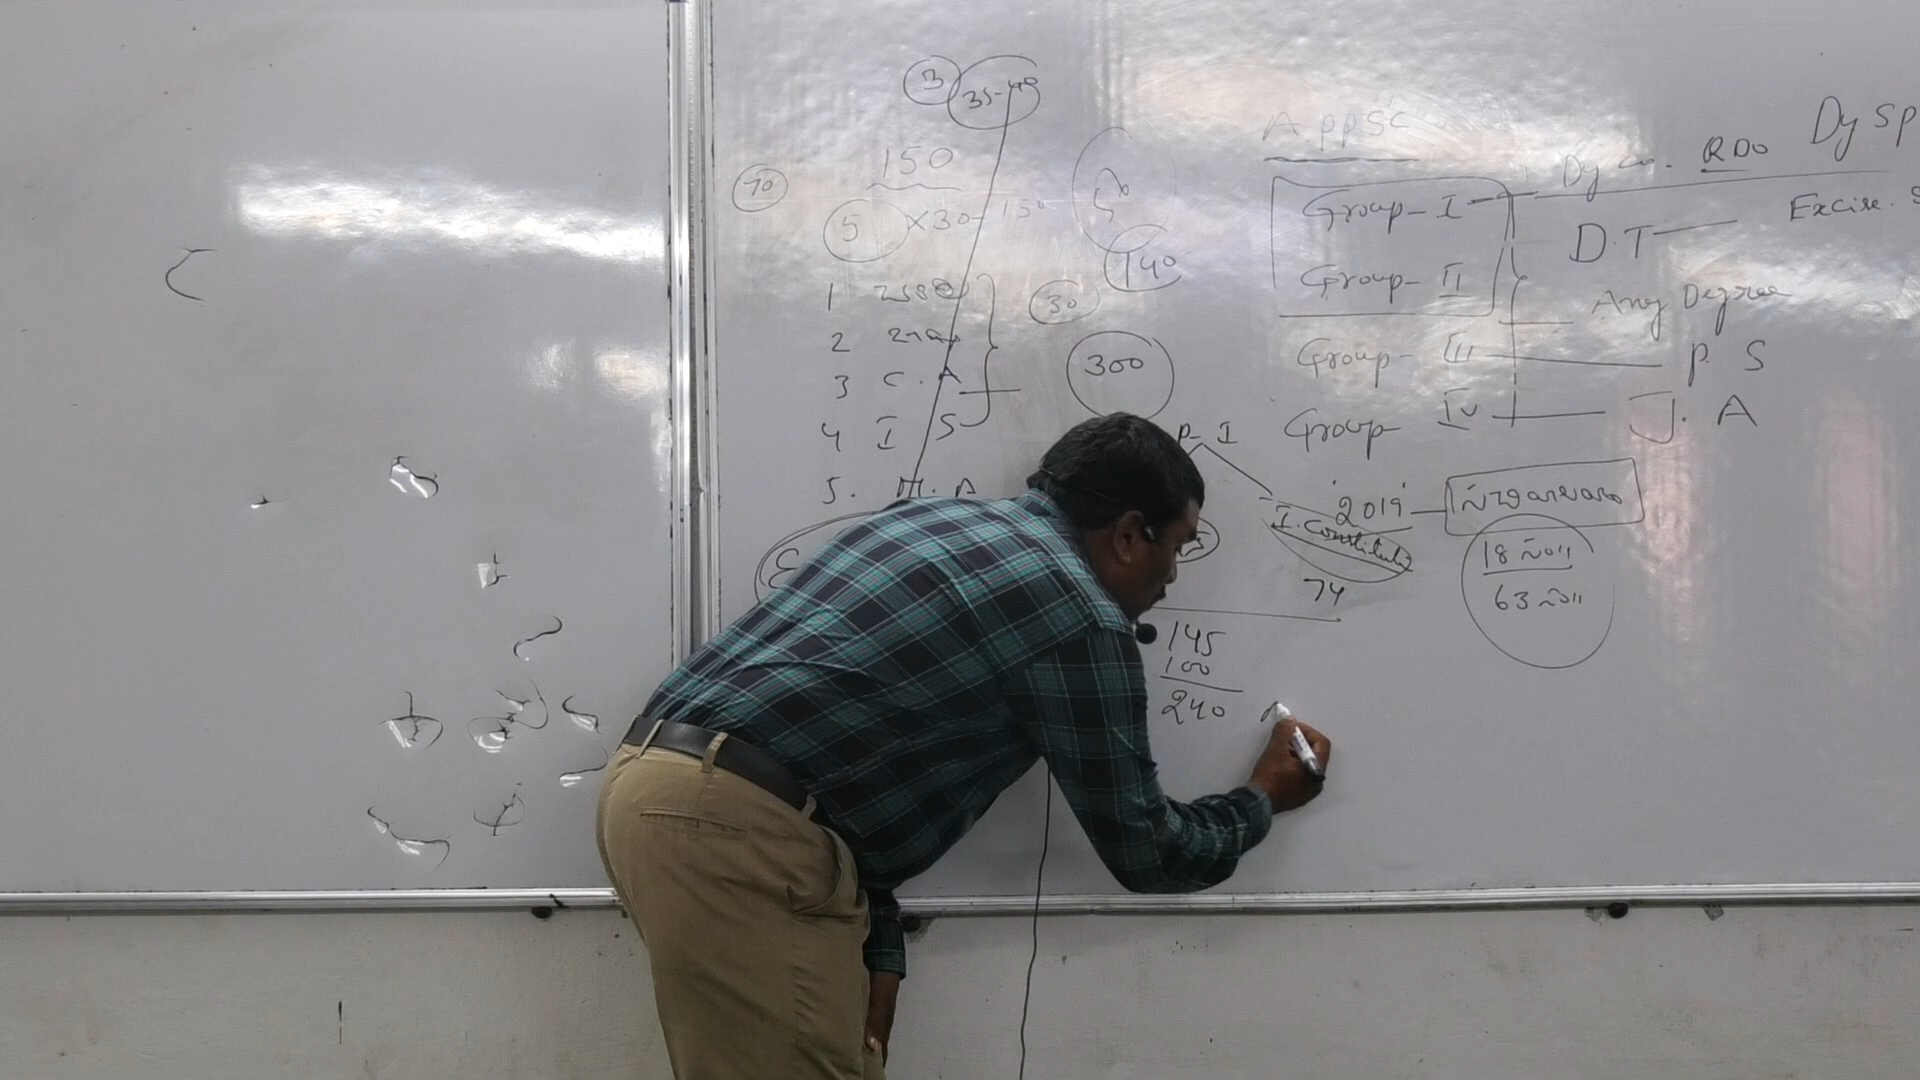 3 35-40
150
70
5 ×30-150
50
140
30
1
2
3 C.A
4 I S
5. M.A
E
300
APPSC
Group-I Dy Co. RDO Dy SP
D.T Excise. S
Group-II
Any Degree
Group-III P. S
Group IV J. A
P-I
2019
I. Constituti
74
18 సం॥
63 సం॥
145
100
240